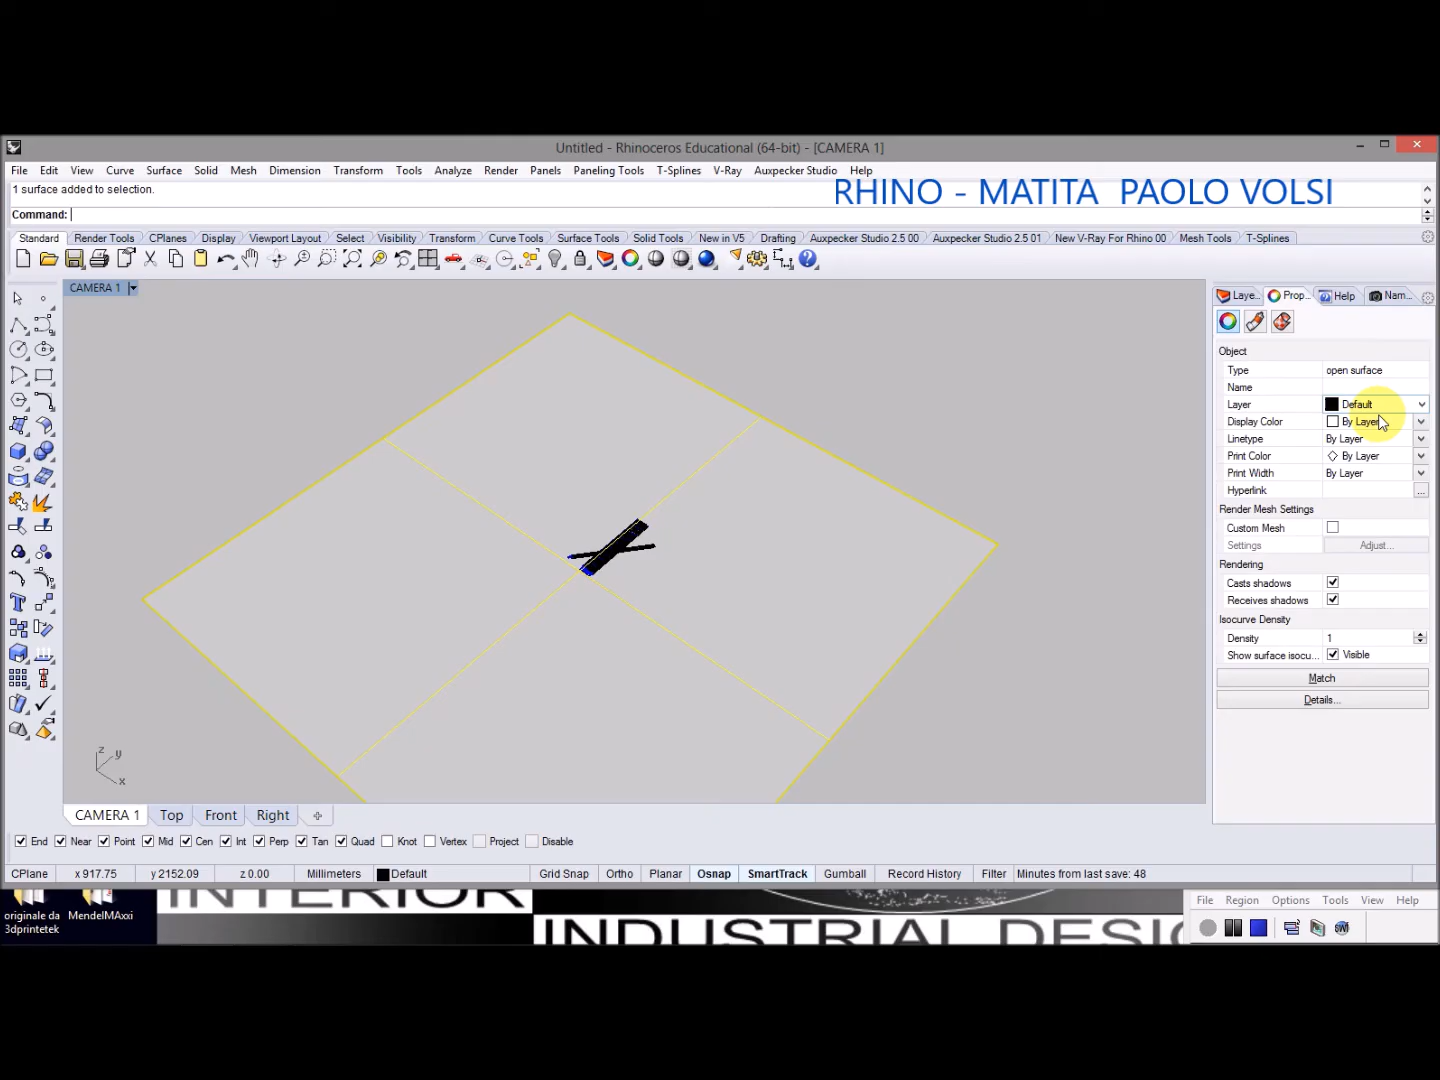 Untitled - Rhinoceros Educational (64-bit) - [CAMERA 1]
File Edit View Curve Surface Solid Mesh Dimension Transform Tools Analyze Render Panels Paneling Tools T-Splines V-Ray Auxpecker Studio Help
1 surface added to selection.
RHINO - MATITA PAOLO VOLSI
Command:
Standard Render Tools CPlanes Display Viewport Layout Select Visibility Transform Curve Tools Surface Tools Solid Tools New in V5 Drafting Auxpecker Studio 2.5 00 Auxpecker Studio 2.5 01 New V-Ray For Rhino 00 Mesh Tools T-Splines
CAMERA 1
Laye... Prop... Help Nam...
Object
Type open surface
Name
Layer Default
Display Color By Layer
Linetype By Layer
Print Color By Layer
Print Width By Layer
Hyperlink ...
Render Mesh Settings
Custom Mesh
Settings Adjust...
Rendering
Casts shadows
Receives shadows
Isocurve Density
Density 1
Show surface isocu... Visible
Match
Details...
z y
x
CAMERA 1 Top Front Right
End Near Point Mid Cen Int Perp Tan Quad Knot Vertex Project Disable
CPlane x 917.75 y 2152.09 z 0.00 Millimeters Default Grid Snap Ortho Planar Osnap SmartTrack Gumball Record History Filter Minutes from last save: 48
originale da
3dprintetek
MendelMAxxi
INTERIOR
INDUSTRIAL DESIG
File Region Options Tools View Help